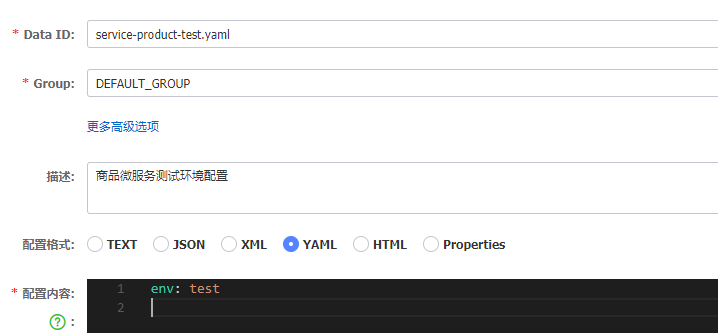 * Data ID: service-product-test.yaml
* Group: DEFAULT_GROUP
更多高级选项
描述: 商品微服务测试环境配置
配置格式: TEXT JSON XML YAML HTML Properties
* 配置内容: 1 env: test
? : 2